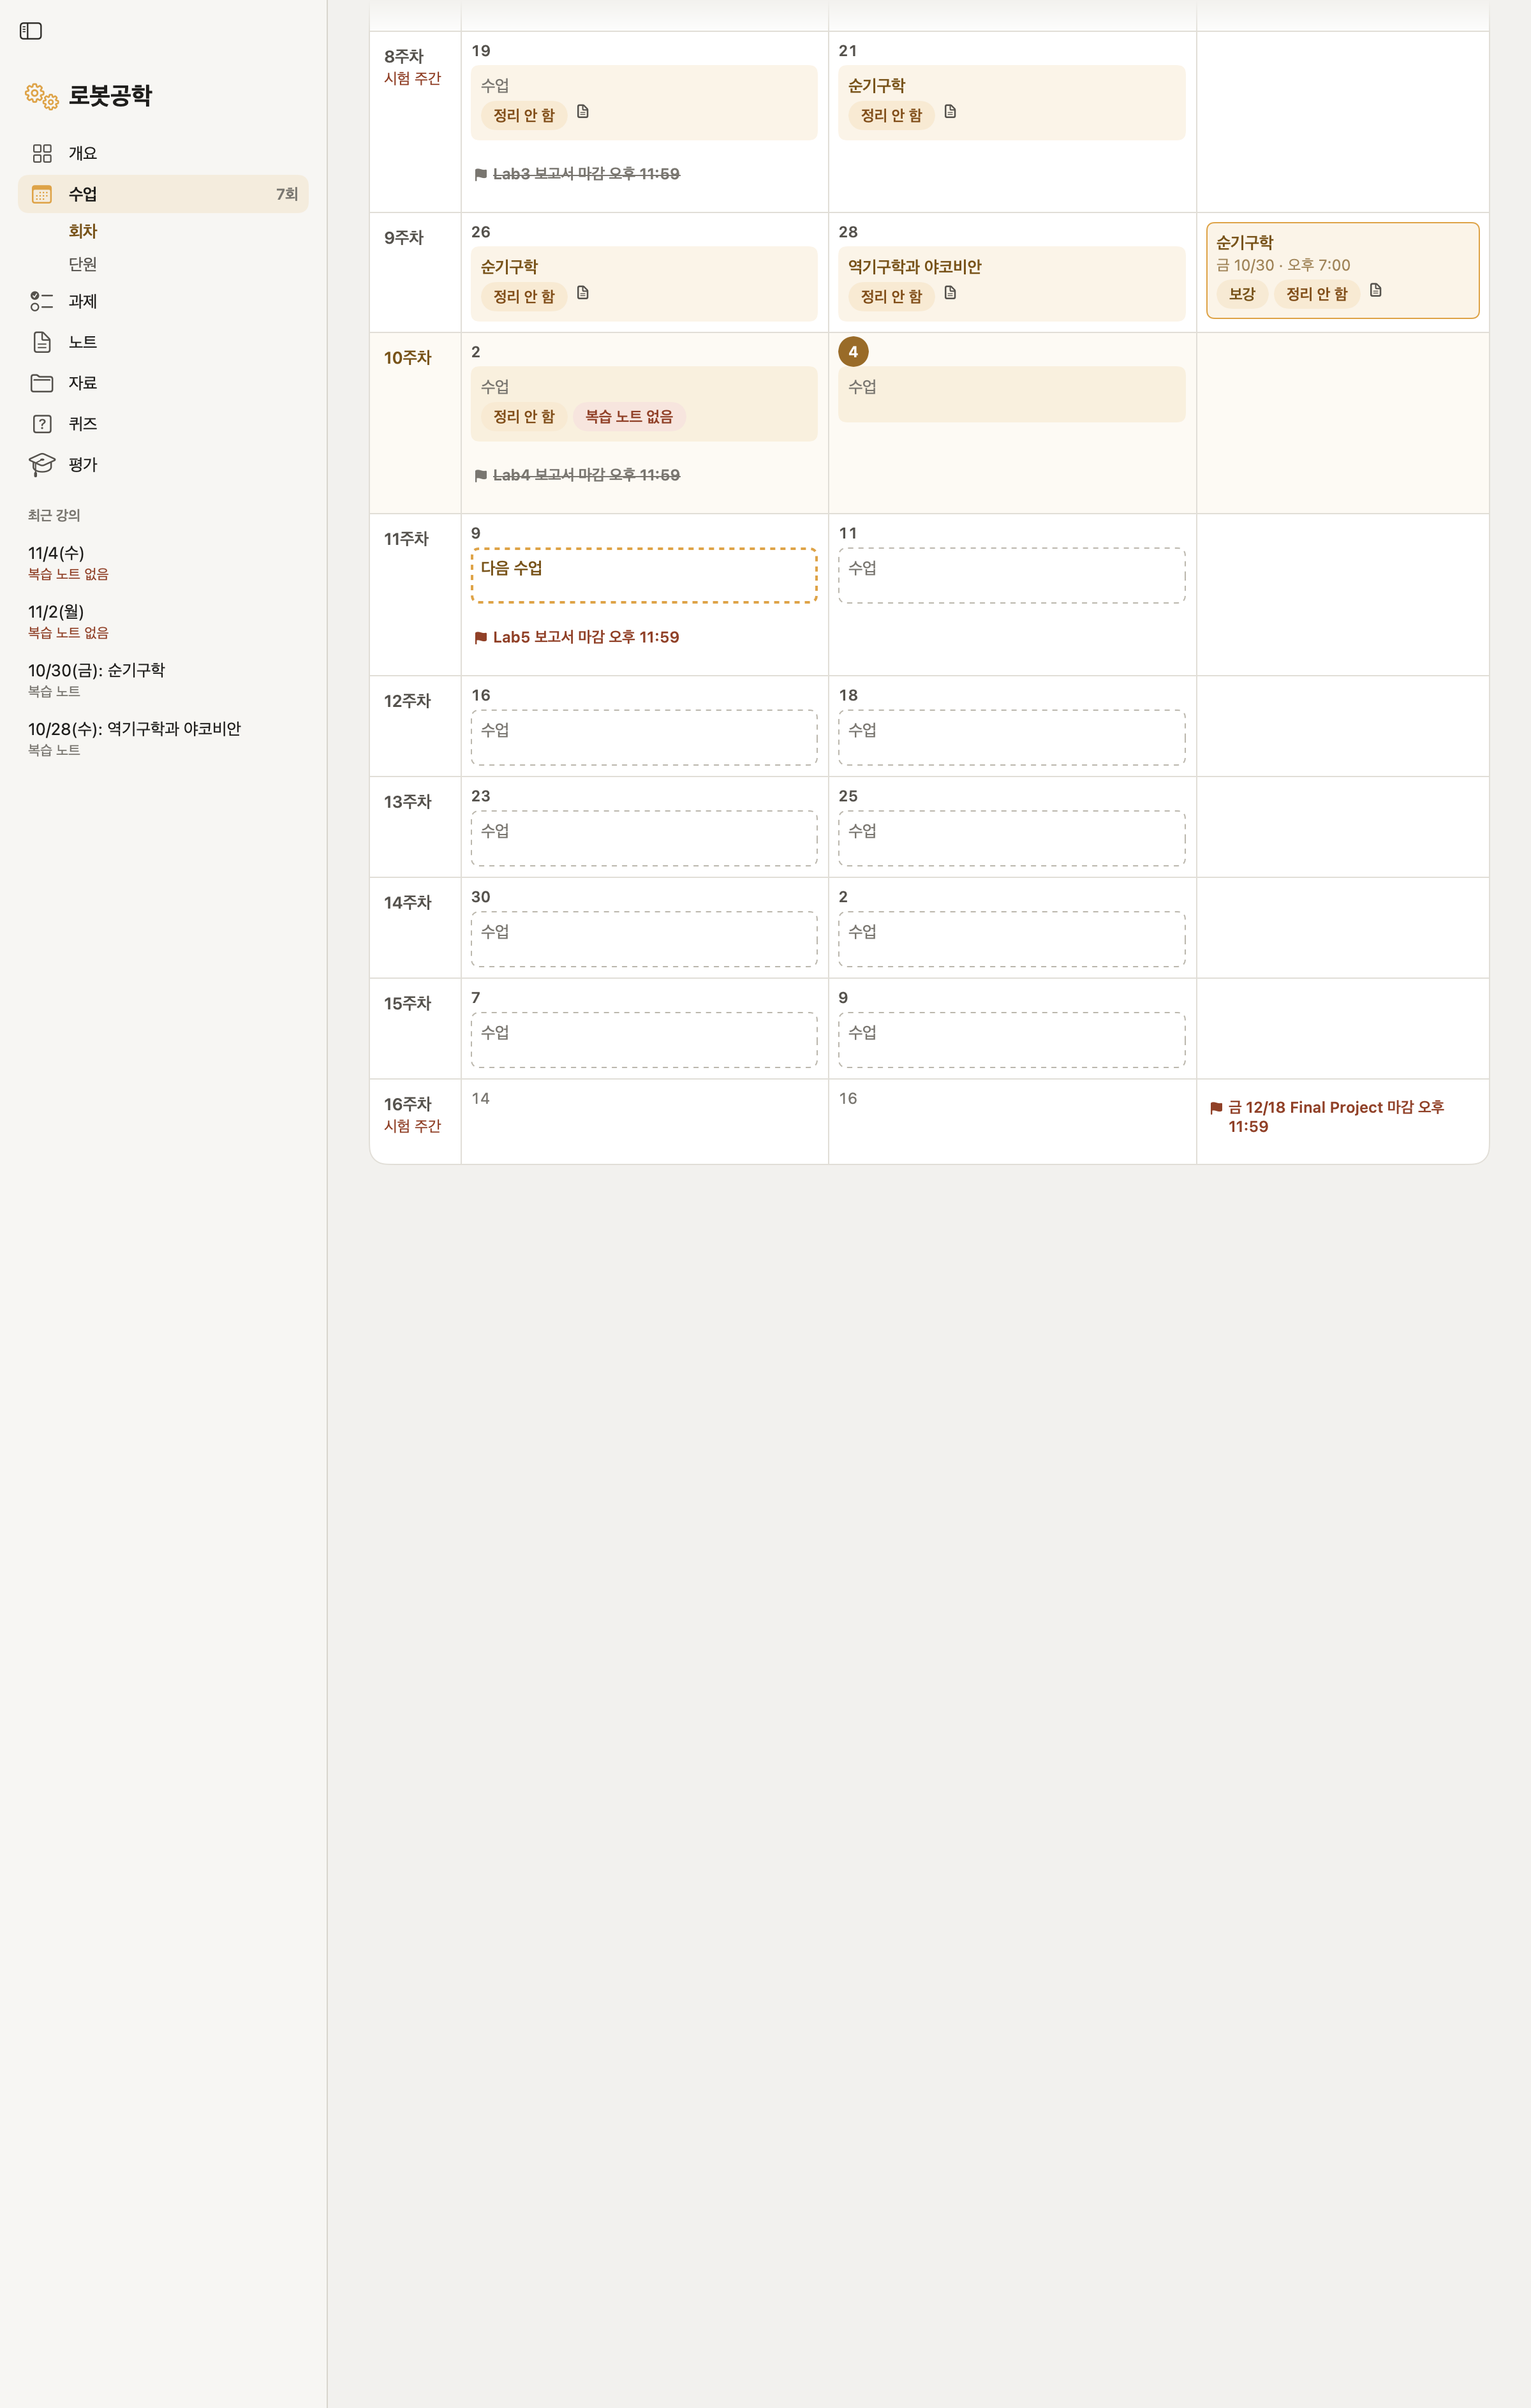 로봇공학
개요
수업 7회
회차
단원
과제
노트
자료
퀴즈
평가
최근 강의
11/4(수)
복습 노트 없음
11/2(월)
복습 노트 없음
10/30(금): 순기구학
복습 노트
10/28(수): 역기구학과 야코비안
복습 노트
8주차
시험 주간
19
수업
정리 안 함
Lab3 보고서 마감 오후 11:59
21
순기구학
정리 안 함
9주차
26
순기구학
정리 안 함
28
역기구학과 야코비안
정리 안 함
순기구학
금 10/30 · 오후 7:00
보강 정리 안 함
10주차
2
수업
정리 안 함 복습 노트 없음
Lab4 보고서 마감 오후 11:59
4
수업
11주차
9
다음 수업
Lab5 보고서 마감 오후 11:59
11
수업
12주차
16
수업
18
수업
13주차
23
수업
25
수업
14주차
30
수업
2
수업
15주차
7
수업
9
수업
16주차
시험 주간
14
16
금 12/18 Final Project 마감 오후
11:59